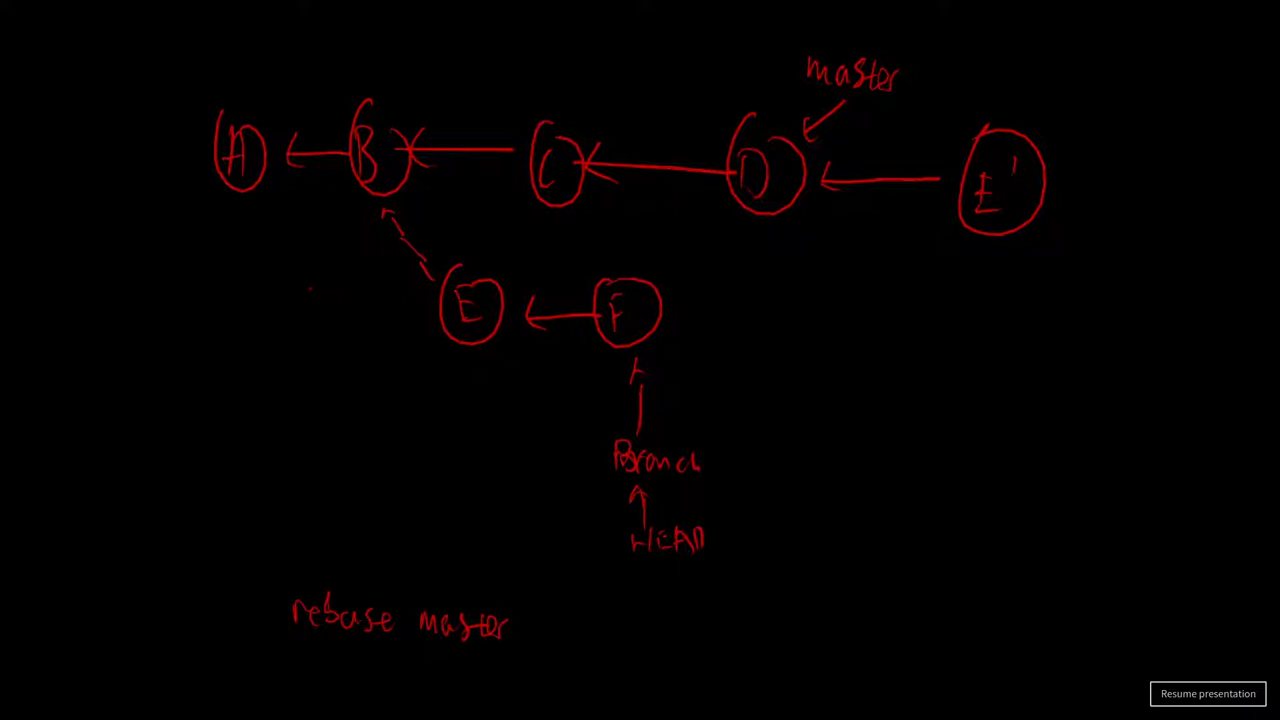 master
A B C D E'
E F
Branch
HEAD
rebase master
Resume presentation